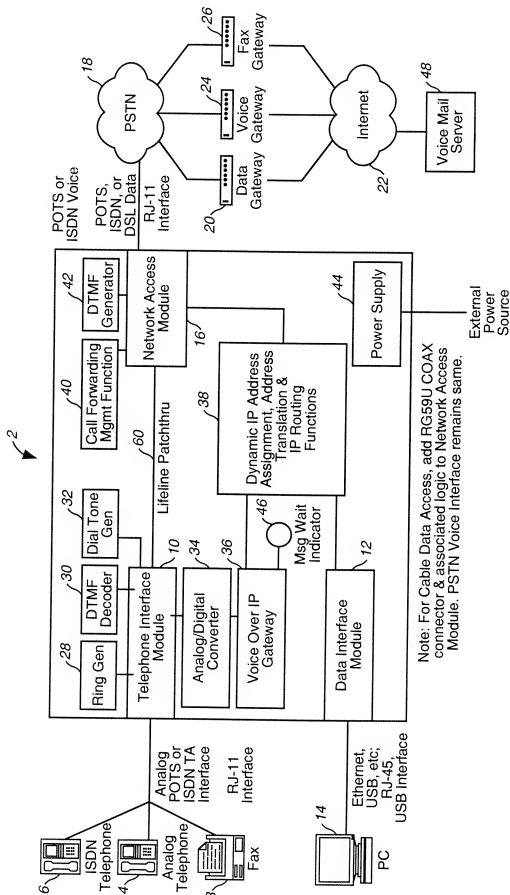 2
POTS or
ISDN Voice
POTS,
ISDN, or
DSL Data
RJ-11
Interface
18
PSTN
26
Fax
Gateway
24
Voice
Gateway
20
Data
Gateway
Internet
22
48
Voice Mail
Server
28
Ring Gen
30
DTMF
Decoder
32
Dial Tone
Gen
40
Call Forwarding
Mgmt Function
42
DTMF
Generator
Telephone Interface
Module
10
60
Lifeline Patchthru
Network Access
Module
16
34
Analog/Digital
Converter
36
Voice Over IP
Gateway
46
Msg Wait
Indicator
38
Dynamic IP Address
Assignment, Address
Translation &
IP Routing
Functions
12
Data Interface
Module
44
Power Supply
External
Power
Source
6
ISDN
Telephone
4
Analog
Telephone
Fax
Analog
POTS or
ISDN TA
Interface
RJ-11
Interface
14
PC
Ethernet,
USB, etc;
RJ-45,
USB Interface
Note: For Cable Data Access, add RG59U COAX
connector & associated logic to Network Access
Module. PSTN Voice Interface remains same.